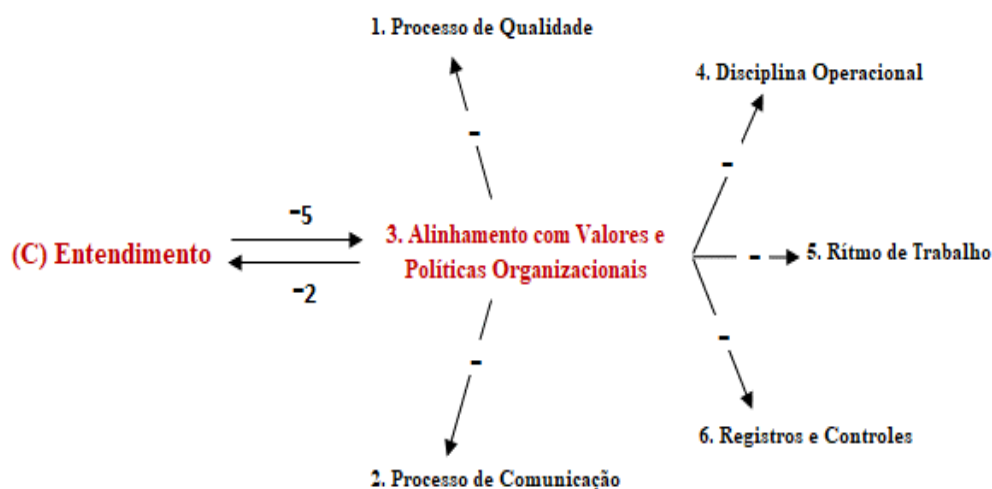 1. Processo de Qualidade
4. Disciplina Operacional
-
-
-5
(C) Entendimento
3. Alinhamento com Valores e
Políticas Organizacionais
-
5. Rítmo de Trabalho
-2
-
-
6. Registros e Controles
2. Processo de Comunicação